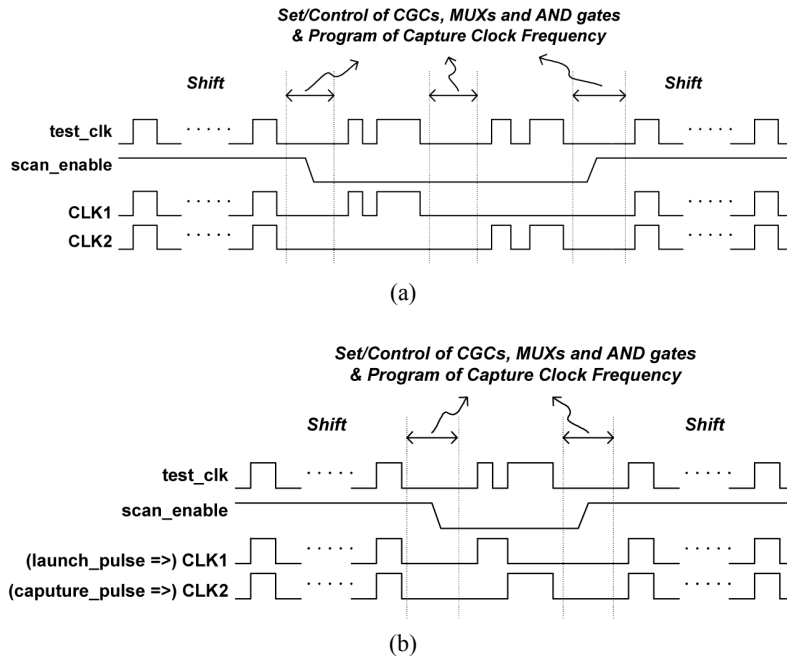 Set/Control of CGCs, MUXs and AND gates
& Program of Capture Clock Frequency
Shift
Shift
test_clk
scan_enable
CLK1
CLK2
(a)
Set/Control of CGCs, MUXs and AND gates
& Program of Capture Clock Frequency
Shift
Shift
test_clk
scan_enable
(launch_pulse =>) CLK1
(caputure_pulse =>) CLK2
(b)